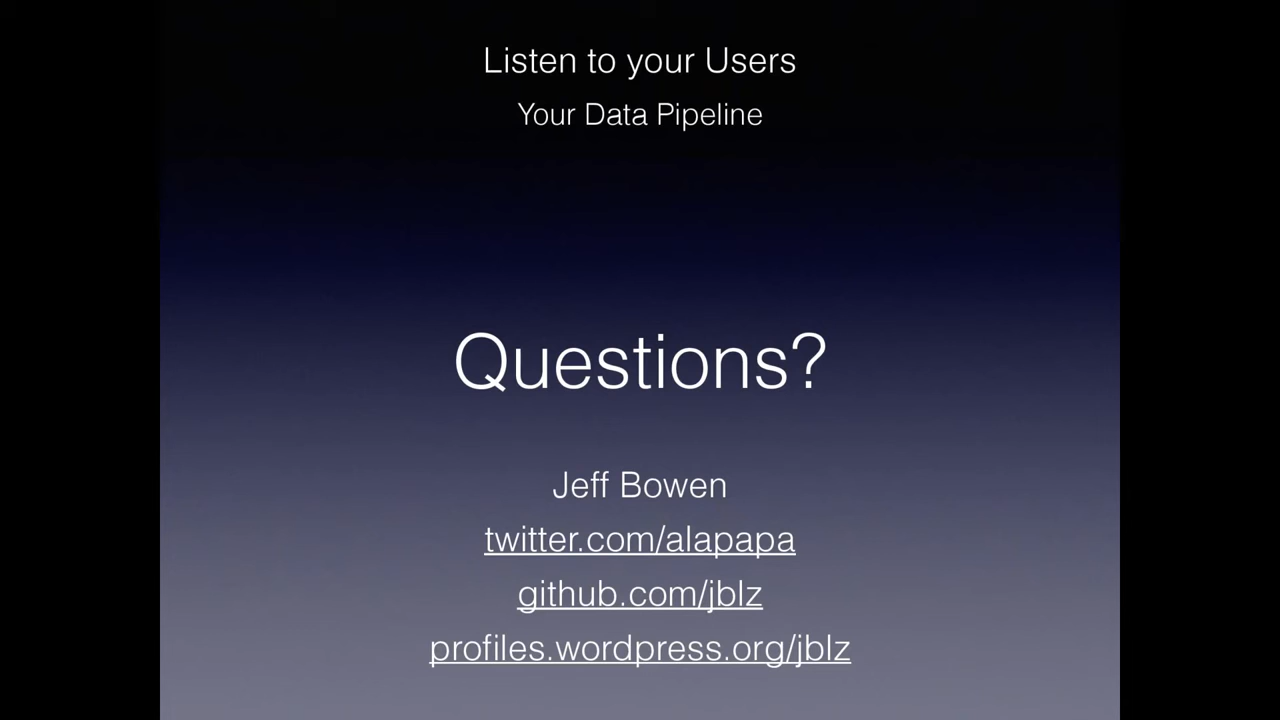 Listen to your Users
Your Data Pipeline
Questions?
Jeff Bowen
twitter.com/alapapa
github.com/jblz
profiles.wordpress.org/jblz